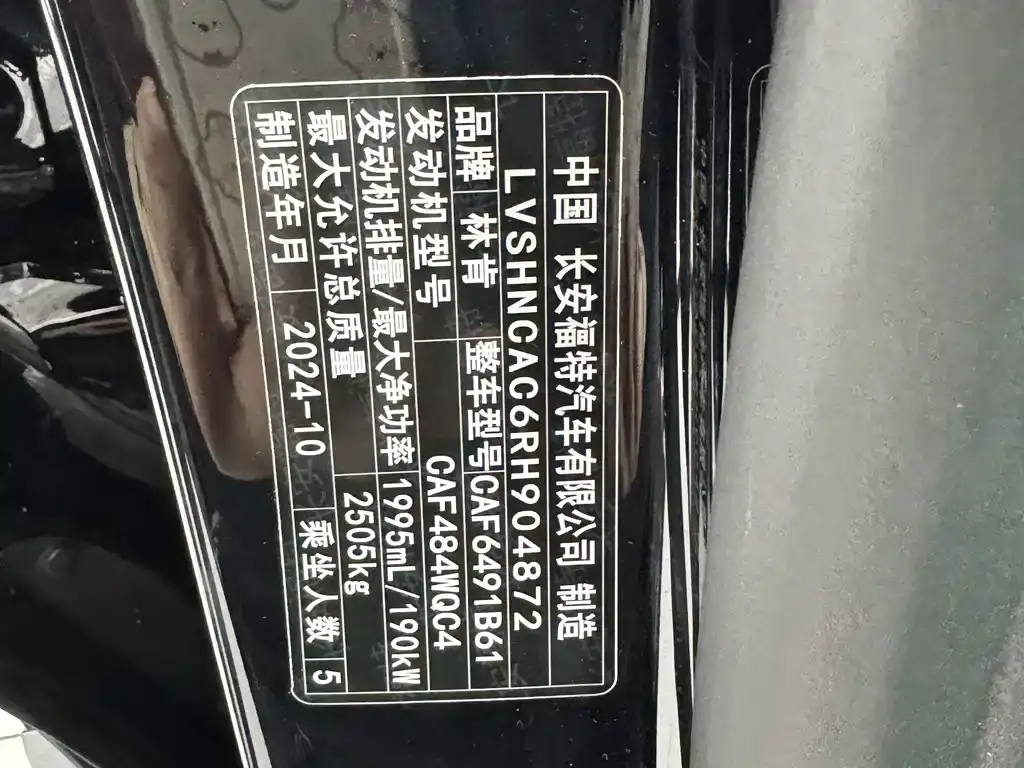 中国 长安福特汽车有限公司 制造
LVSHNCAC6RH904872
品牌 林肯 整车型号 CAF6491B61
发动机型号 CAF484WQC4
发动机排量/最大净功率 1995mL/190kW
最大允许总质量 2505kg
制造年月 2024-10 乘坐人数 5